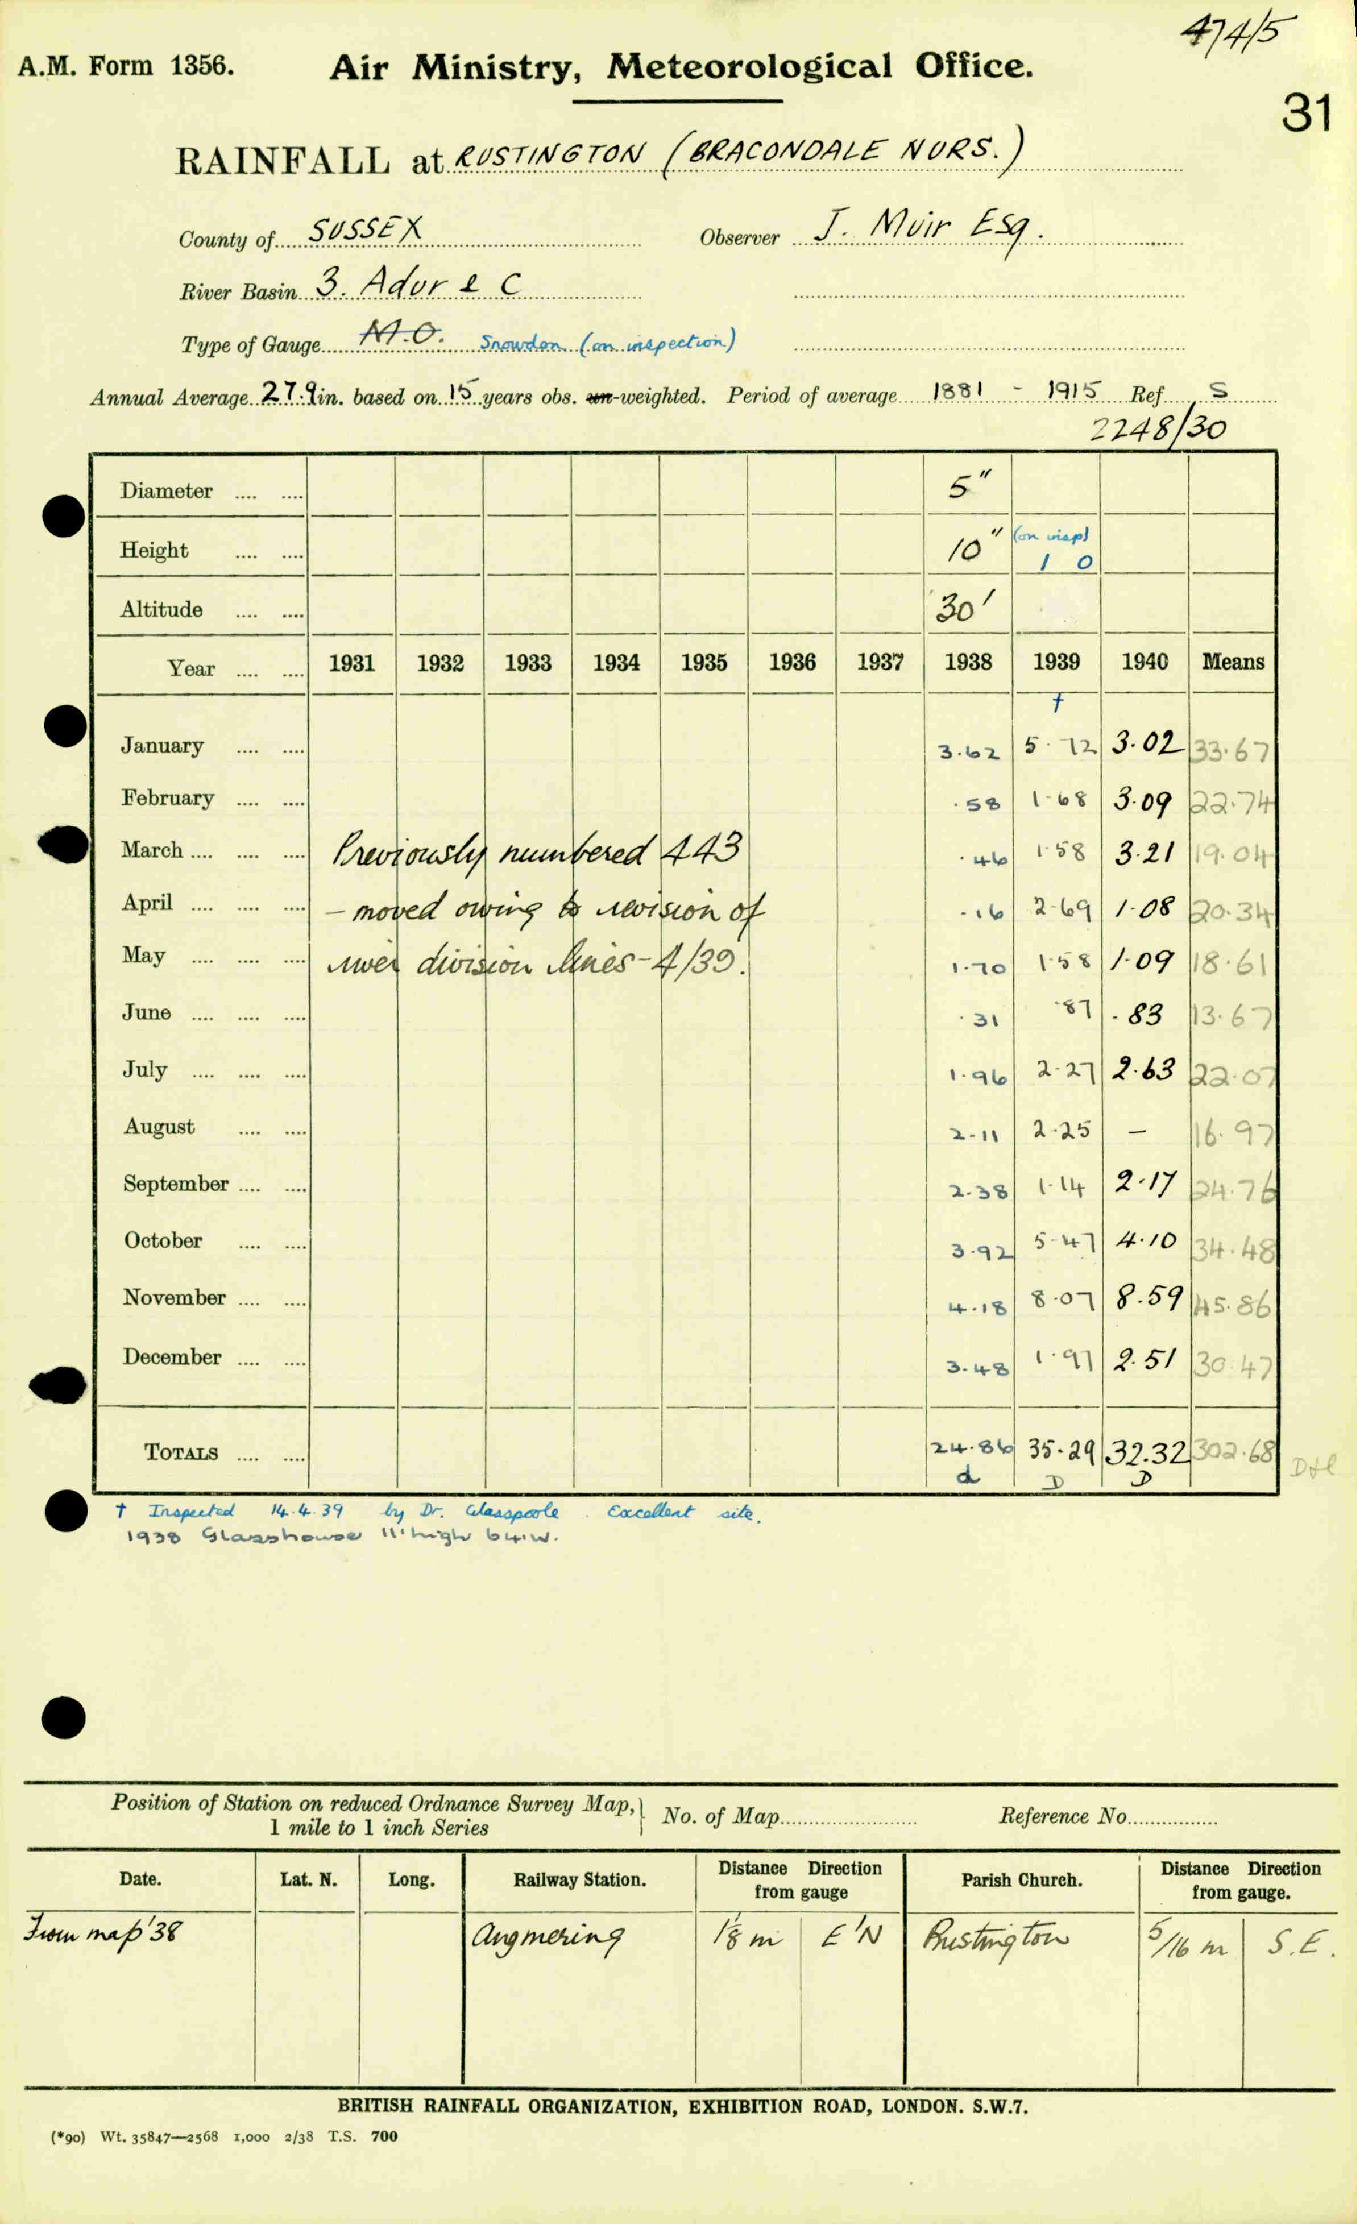 474/5
A.M. Form 1356. Air Ministry, Meteorological Office.
31
RAINFALL at RUSTINGTON (BRACONDALE NURS.)
County of SUSSEX Observer J. Muir Esq.
River Basin 3. Adur & C
Type of Gauge M.O. Snowdon (on inspection)
Annual Average 27.9 in. based on 15 years obs. un-weighted. Period of average 1881 - 1915 Ref. S
2248/30
Diameter .... .... 5"
Height .... .... 10" (on insp) 1 0
Altitude .... .... 30'
Year .... .... 1931 1932 1933 1934 1935 1936 1937 1938 1939 1940 Means
†
January .... .... 3.62 5.72 3.02 33.67
February .... .... .58 1.68 3.09 22.74
March .... .... .... Previously numbered 443 .46 1.58 3.21 19.04
April .... .... .... - moved owing to revision of .16 2.69 1.08 20.34
May .... .... .... river division lines - 4/39. 1.70 1.58 1.09 18.61
June .... .... .... .31 .87 .83 13.67
July .... .... .... 1.96 2.27 2.63 22.07
August .... .... 2.11 2.25 - 16.97
September .... .... 2.38 1.14 2.17 24.76
October .... .... 3.92 5.47 4.10 34.48
November .... .... 4.18 8.07 8.59 45.86
December .... .... 3.48 1.97 2.51 30.47
TOTALS .... .... 24.86 35.29 32.32 302.68
d D D
† Inspected 14.4.39 by Dr. Glasspoole. Excellent site.
1938 Glasshouse 11' high 64'W.
Position of Station on reduced Ordnance Survey Map, 1 mile to 1 inch Series } No. of Map Reference No.
Date. Lat. N. Long. Railway Station. Distance Direction from gauge Parish Church. Distance Direction from gauge.
From map '38 Angmering 1⅛ m E'N Rustington 5/16 m S.E.
BRITISH RAINFALL ORGANIZATION, EXHIBITION ROAD, LONDON. S.W.7.
(*90) Wt. 35847—2568 1,000 2/38 T.S. 700